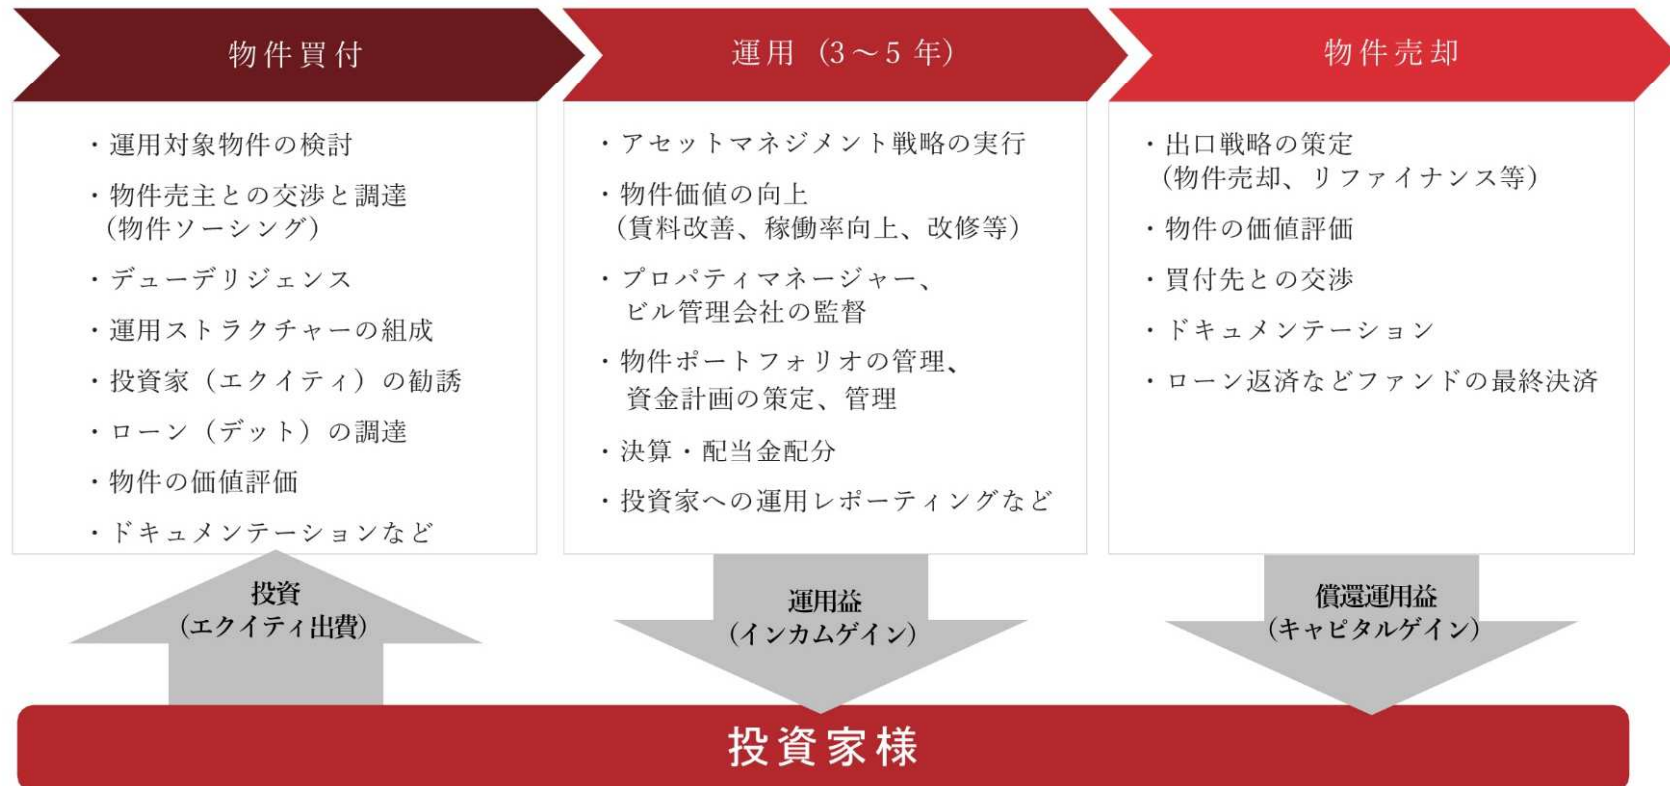 物件買付
・運用対象物件の検討
・物件売主との交渉と調達
（物件ソーシング）
・デューデリジェンス
・運用ストラクチャーの組成
・投資家（エクイティ）の勧誘
・ローン（デット）の調達
・物件の価値評価
・ドキュメンテーションなど
運用（3～5 年）
・アセットマネジメント戦略の実行
・物件価値の向上
（賃料改善、稼働率向上、改修等）
・プロパティマネージャー、
ビル管理会社の監督
・物件ポートフォリオの管理、
資金計画の策定、管理
・決算・配当金配分
・投資家への運用レポーティングなど
物件売却
・出口戦略の策定
（物件売却、リファイナンス等）
・物件の価値評価
・買付先との交渉
・ドキュメンテーション
・ローン返済などファンドの最終決済
投資
（エクイティ出費）
運用益
（インカムゲイン）
償還運用益
（キャピタルゲイン）
投資家様